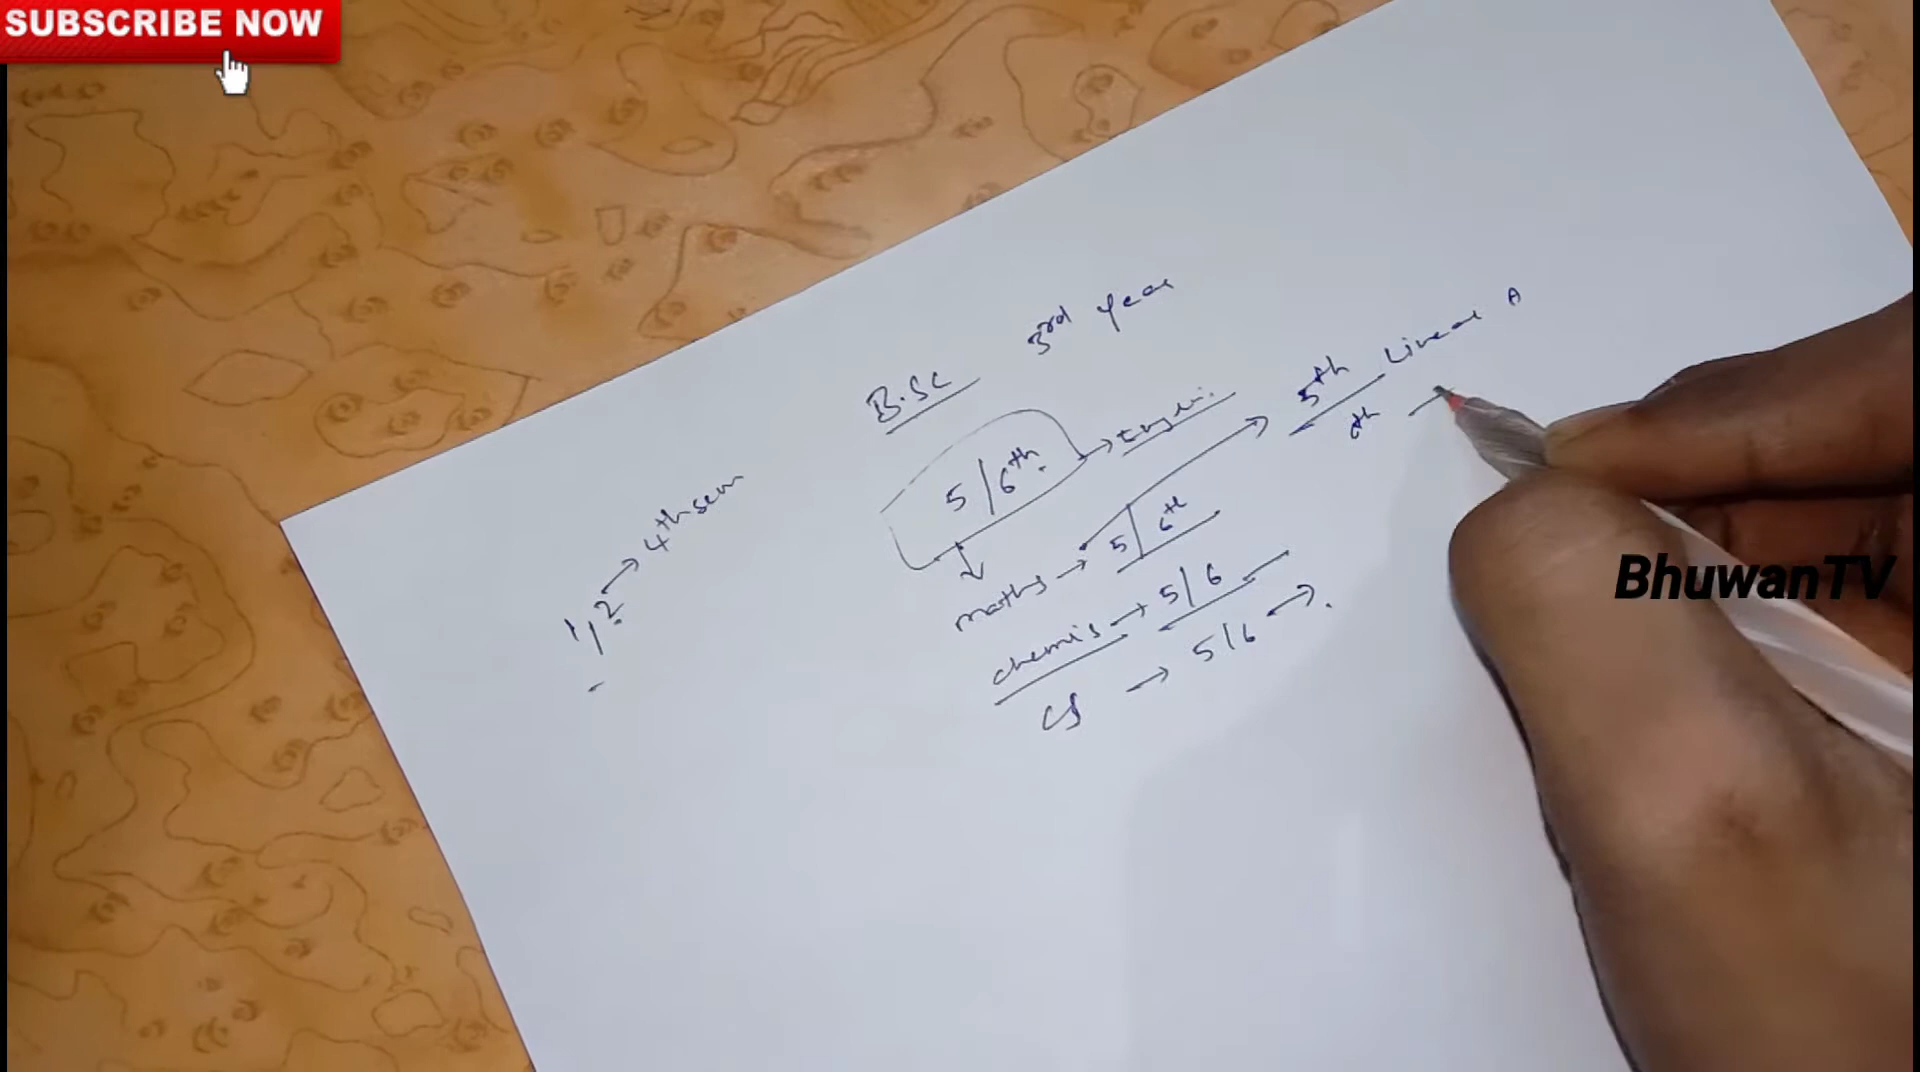 SUBSCRIBE NOW
B.Sc 3rd year
5/6th →
1/2 → 4th sem
maths → 5/6th → 5th Linear A
6th →
chemis → 5/6
CS → 5/6 →.
BhuwanTV